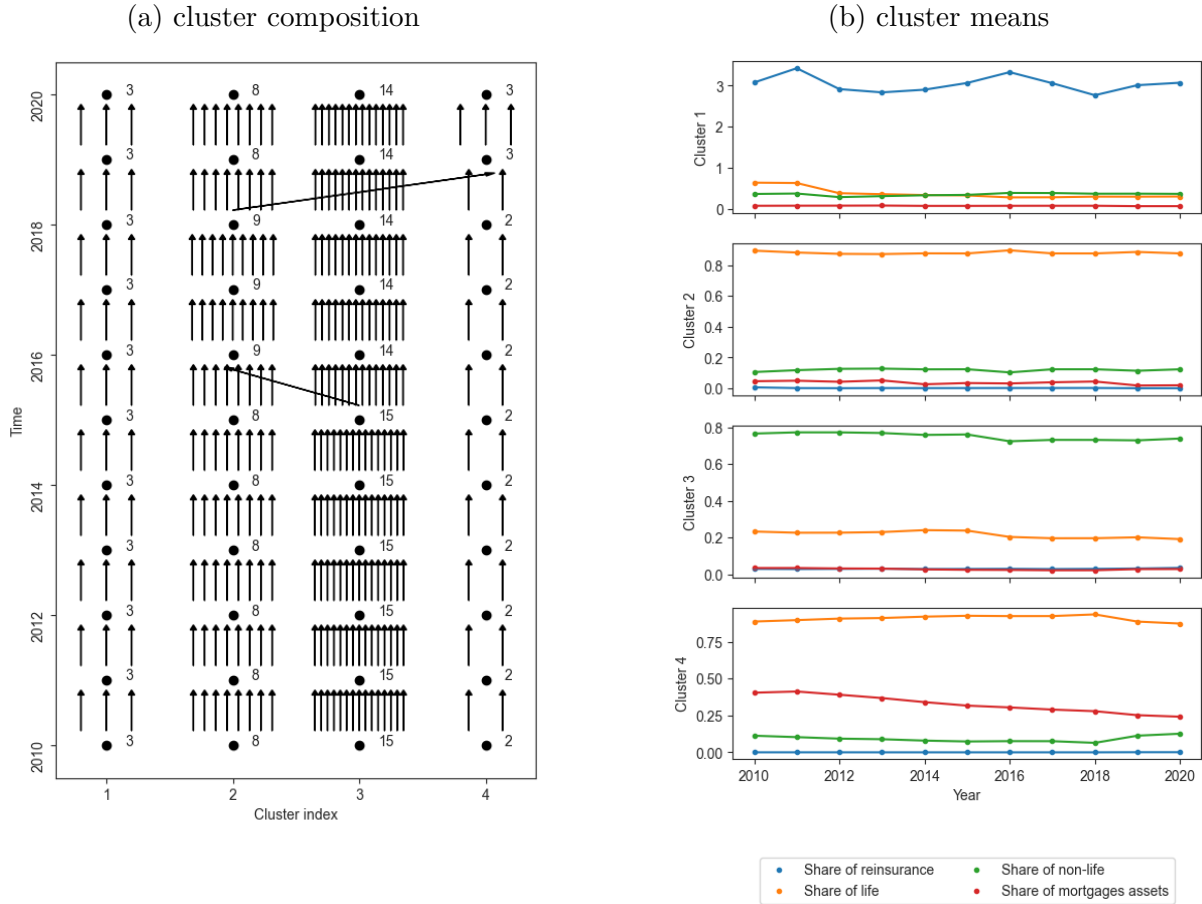 (a) cluster composition
(b) cluster means
2020
2018
2016
2014
2012
2010
Time
3 8 14 3
3 8 14 3
3 9 14 2
3 9 14 2
3 9 14 2
3 8 15 2
3 8 15 2
3 8 15 2
3 8 15 2
3 8 15 2
3 8 15 2
1 2 3 4
Cluster index
Cluster 1
3
2
1
0
Cluster 2
0.8
0.6
0.4
0.2
0.0
Cluster 3
0.8
0.6
0.4
0.2
0.0
Cluster 4
0.75
0.50
0.25
0.00
2010 2012 2014 2016 2018 2020
Year
Share of reinsurance
Share of life
Share of non-life
Share of mortgages assets